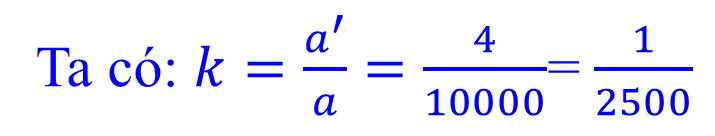 Ta có: k = a'/a = 4/10000 = 1/2500